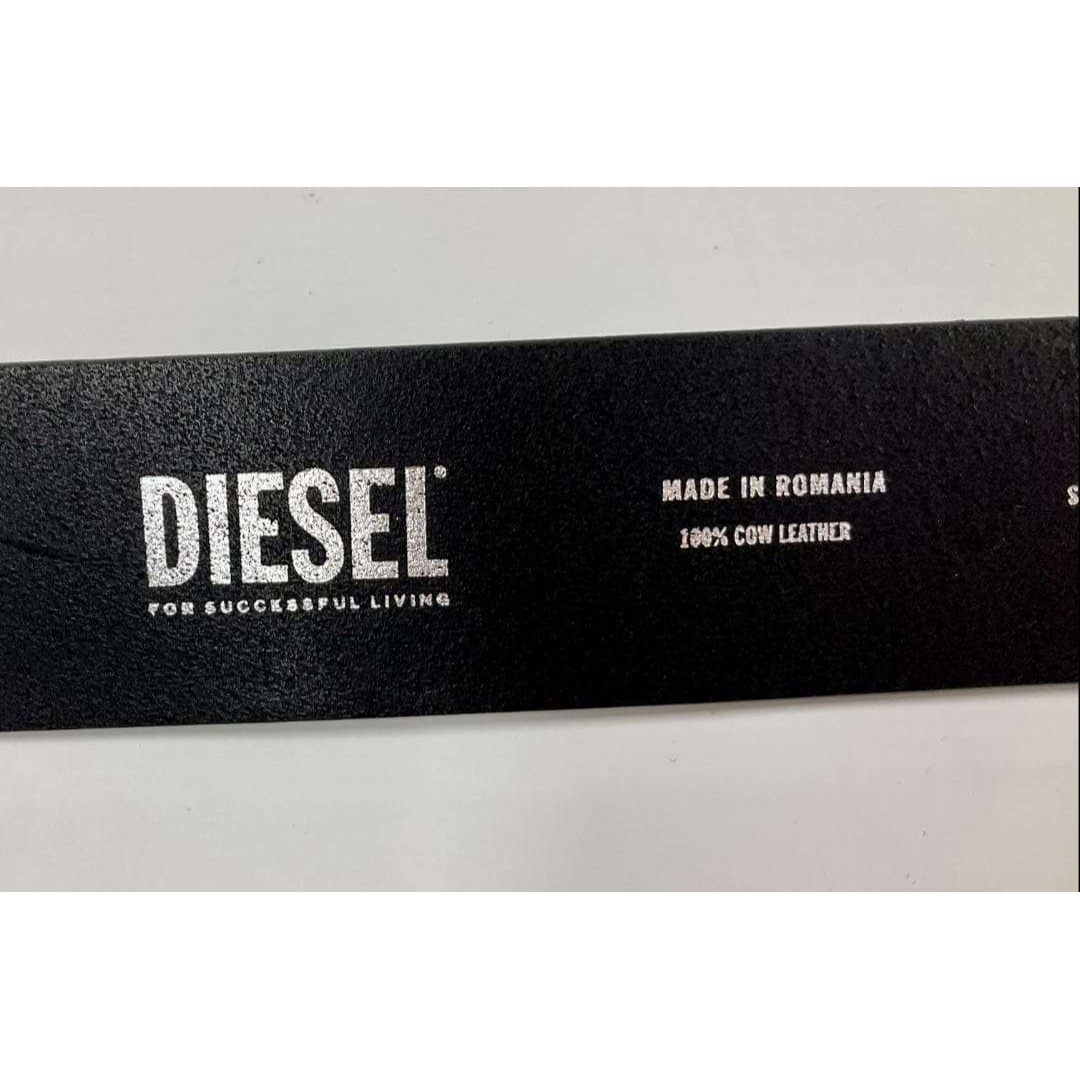 DIESEL®
FOR SUCCESSFUL LIVING
MADE IN ROMANIA
100% COW LEATHER
S